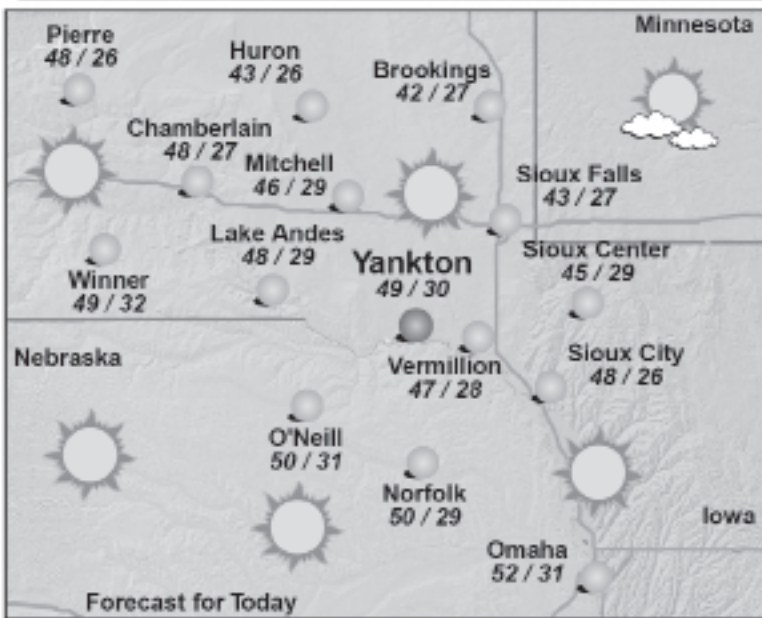 Minnesota
Pierre
48 / 26
Huron
43 / 26
Brookings
42 / 27
Chamberlain
48 / 27
Mitchell
46 / 29
Sioux Falls
43 / 27
Lake Andes
48 / 29
Yankton
49 / 30
Sioux Center
45 / 29
Winner
49 / 32
Nebraska
Vermillion
47 / 28
Sioux City
48 / 26
O'Neill
50 / 31
Norfolk
50 / 29
Iowa
Omaha
52 / 31
Forecast for Today